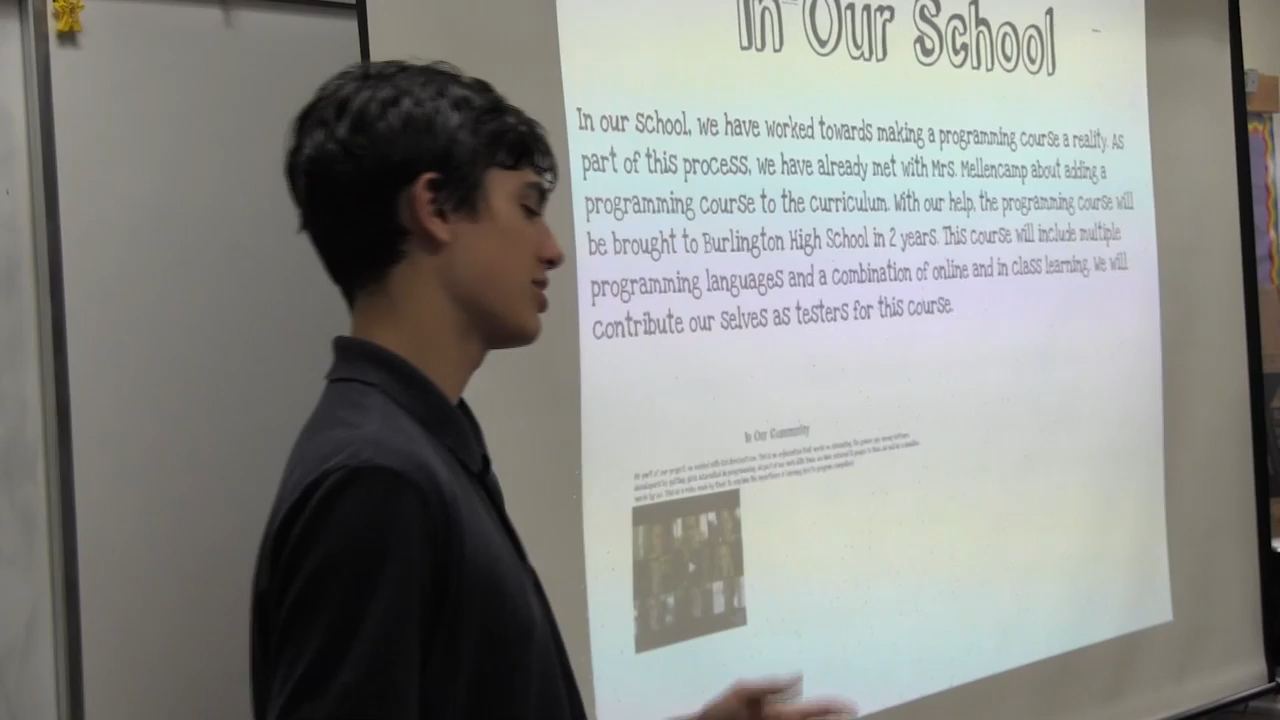 In Our School
In our School, we have worked towards making a programming course a reality. As
part of this process, we have already met with Mrs. Mellencamp about adding a
programming course to the curriculum. With our help, the programming course will
be brought to Burlington High School in 2 years. This course will include multiple
programming languages and a combination of online and in class learning. We will
contribute our selves as testers for this course.
In Our Community